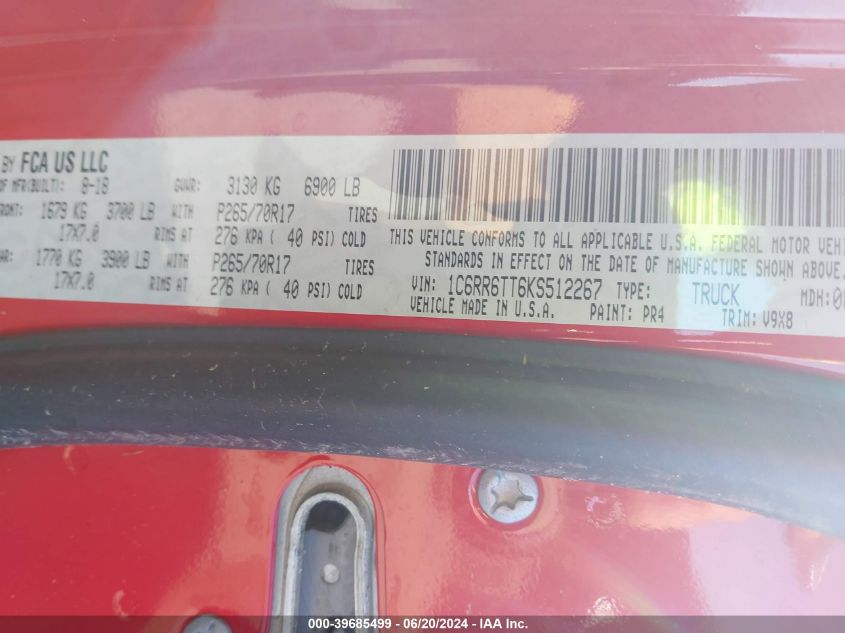 BY FCA US LLC
OF MFR(BUILT): 8-18 GVWR: 3130 KG 6900 LB
FRONT: 1679 KG 3700 LB WITH P265/70R17 TIRES
17X7.0 RIMS AT 276 KPA ( 40 PSI) COLD
AR: 1770 KG 3900 LB WITH P265/70R17 TIRES
17X7.0 RIMS AT 276 KPA ( 40 PSI) COLD
THIS VEHICLE CONFORMS TO ALL APPLICABLE U.S.A. FEDERAL MOTOR VEHI
STANDARDS IN EFFECT ON THE DATE OF MANUFACTURE SHOWN ABOVE.
VIN: 1C6RR6TT6KS512267 TYPE: TRUCK MDH: 0
VEHICLE MADE IN U.S.A. PAINT: PR4 TRIM: V9X8
000-39685499 - 06/20/2024 - IAA Inc.